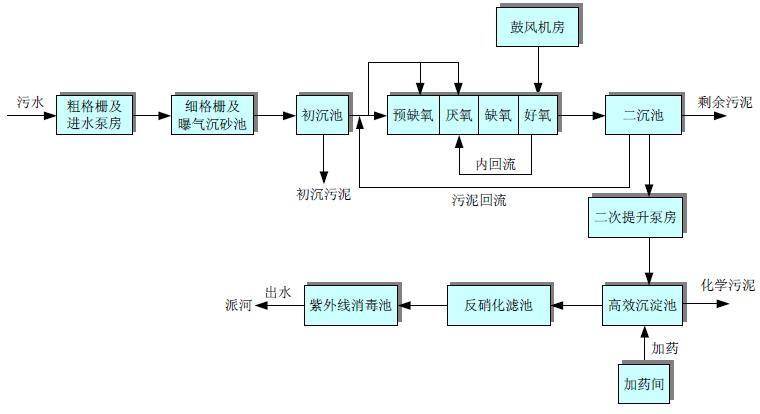 鼓风机房
污水
粗格栅及
进水泵房
细格栅及
曝气沉砂池
初沉池
预缺氧
厌氧
缺氧
好氧
二沉池
剩余污泥
内回流
初沉污泥
污泥回流
二次提升泵房
派河
出水
紫外线消毒池
反硝化滤池
高效沉淀池
化学污泥
加药
加药间